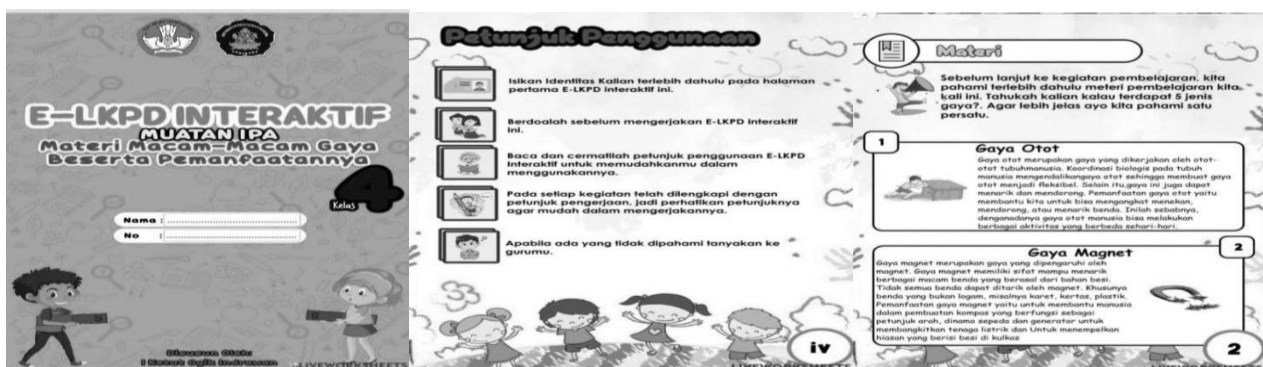 E-LKPD INTERAKTIF
MUATAN IPA
Materi Macam-Macam Gaya
Beserta Pemanfaatannya
Kelas 4
Nama :
No :
Disusun Oleh:
I Ketut Ogik Indrawan
LIVEWORKSHEETS
Petunjuk Penggunaan
Isikan Identitas Kalian terlebih dahulu pada halaman
pertama E-LKPD interaktif ini.
Berdoalah sebelum mengerjakan E-LKPD interaktif
ini.
Baca dan cermatilah petunjuk penggunaan E-LKPD
Interaktif untuk memudahkanmu dalam
menggunakannya.
Pada setiap kegiatan telah dilengkapi dengan
petunjuk pengerjaan, jadi perhatikan petunjuknya
agar mudah dalam mengerjakannya.
Apabila ada yang tidak dipahami tanyakan ke
gurumu.
iv
LIVEWORKSHEETS
Materi
Sebelum lanjut ke kegiatan pembelajaran, kita
pahami terlebih dahulu meteri pembelajaran kita
kali ini. Tahukah kalian kalau terdapat 5 jenis
gaya?. Agar lebih jelas ayo kita pahami satu
persatu.
1
Gaya Otot
Gaya otot merupakan gaya yang dikerjakan oleh otot-
otot tubuhmanusia. Koordinasi biologis pada tubuh
manusia mengendalikangaya otot sehingga membuat gaya
otot menjadi fleksibel. Selain itu,gaya ini juga dapat
menarik dan mendorong. Pemanfaatan gaya otot yaitu
membantu kita untuk bisa mengangkat menekan,
mendorong, atau menarik benda. Inilah sebabnya,
dengandanya gaya otot manusia bisa melakukan
berbagai aktivitas yang berbeda sehari-hari.
2
Gaya Magnet
Gaya magnet merupakan gaya yang dipengaruhi oleh
magnet. Gaya magnet memiliki sifat mampu menarik
berbagai macam benda yang berasal dari bahan besi.
Tidak semua benda dapat ditarik oleh magnet. Khusunya
benda yang bukan logam, misalnya karet, kertas, plastik.
Pemanfaatan gaya magnet yaitu untuk membantu manusia
dalam pembuatan kompas yang berfungsi sebagai
petunjuk arah, dinamo sepeda dan generator untuk
membangkitkan tenaga listrik dan Untuk menempelkan
hiasan yang berisi besi di kulkas
2
LIVEWORKSHEETS